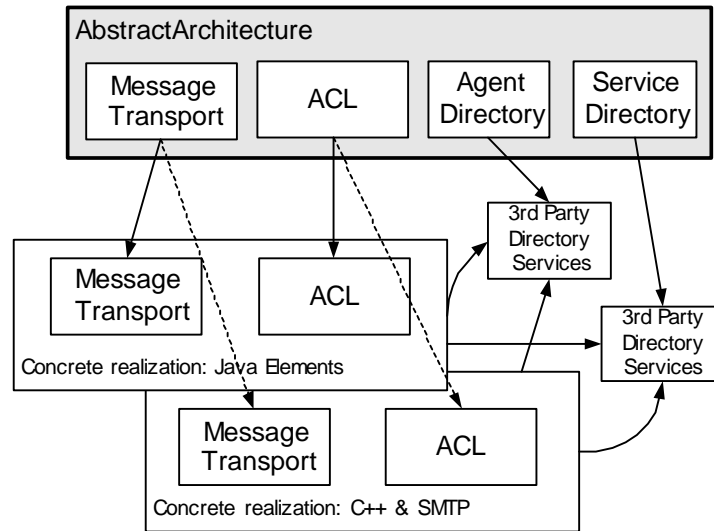 AbstractArchitecture
Message
Transport
ACL
Agent
Directory
Service
Directory
3rd Party
Directory
Services
Message
Transport
ACL
3rd Party
Directory
Services
Concrete realization: Java Elements
Message
Transport
ACL
Concrete realization: C++ & SMTP